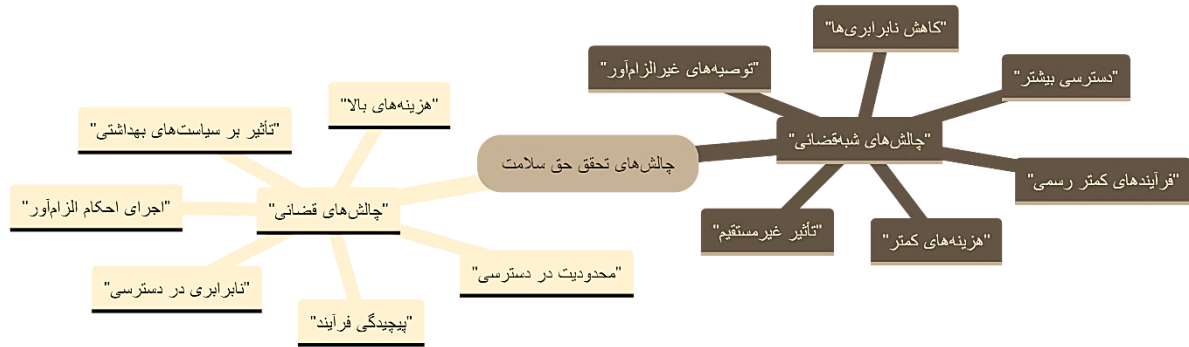 چالش‌های تحقق حق سلامت
"چالش‌های شبه‌قضائی"
"کاهش نابرابری‌ها"
"توصیه‌های غیرالزام‌آور"
"دسترسی بیشتر"
"فرآیندهای کمتر رسمی"
"هزینه‌های کمتر"
"تأثیر غیرمستقیم"
"چالش‌های قضائی"
"هزینه‌های بالا"
"تأثیر بر سیاست‌های بهداشتی"
"اجرای احکام الزام‌آور"
"نابرابری در دسترسی"
"پیچیدگی فرآیند"
"محدودیت در دسترسی"